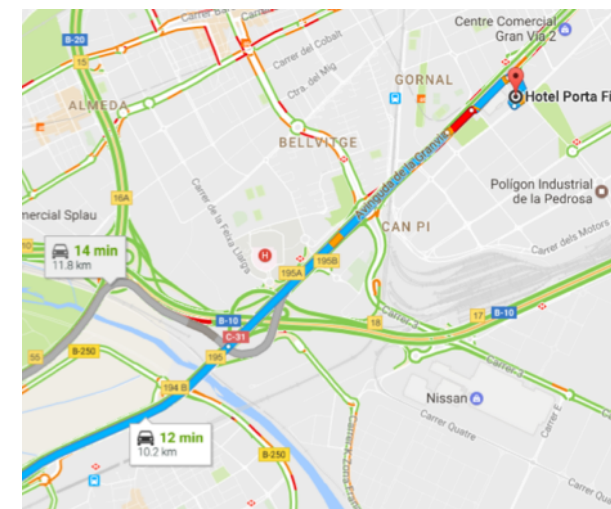 Centre Comercial
Gran Via 2
B-20
15
Carrer del Cobalt
Ctra. del Mig
GORNAL
Hotel Porta Fi
ALMEDA
BELLVITGE
Avinguda de la Granvia
Polígon Industrial
de la Pedrosa
16A
mercial Splau
Carrer de la Feixa Llarga
H
CAN PI
Carrer dels Motors
14 min
11.8 km
195A
195B
B-10
C-31
18
17
B-10
Carrer 3
55
B-250
195
Carrer 3
194 B
Nissan
12 min
10.2 km
B-250
Carrer Quatre
Carrer E